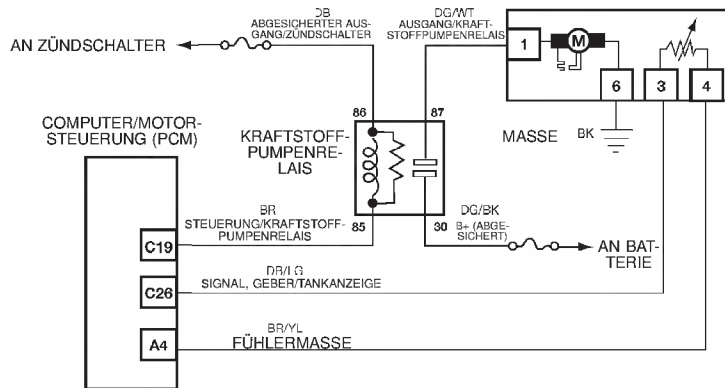 DB
ABGESICHERTER AUS-
GANG/ZÜNDSCHALTER
DG/WT
AUSGANG/KRAFT-
STOFFPUMPENRELAIS
AN ZÜNDSCHALTER
1
M
6
3
4
86
87
COMPUTER/MOTOR-
STEUERUNG (PCM)
KRAFTSTOFF-
PUMPENRE-
LAIS
MASSE
BK
BR
STEUERUNG/KRAFTSTOFF-
PUMPENRELAIS
85
30
DG/BK
B+ (ABGE-
SICHERT)
AN BAT-
TERIE
C19
DB/LG
SIGNAL, GEBER/TANKANZEIGE
C26
BR/YL
FÜHLERMASSE
A4